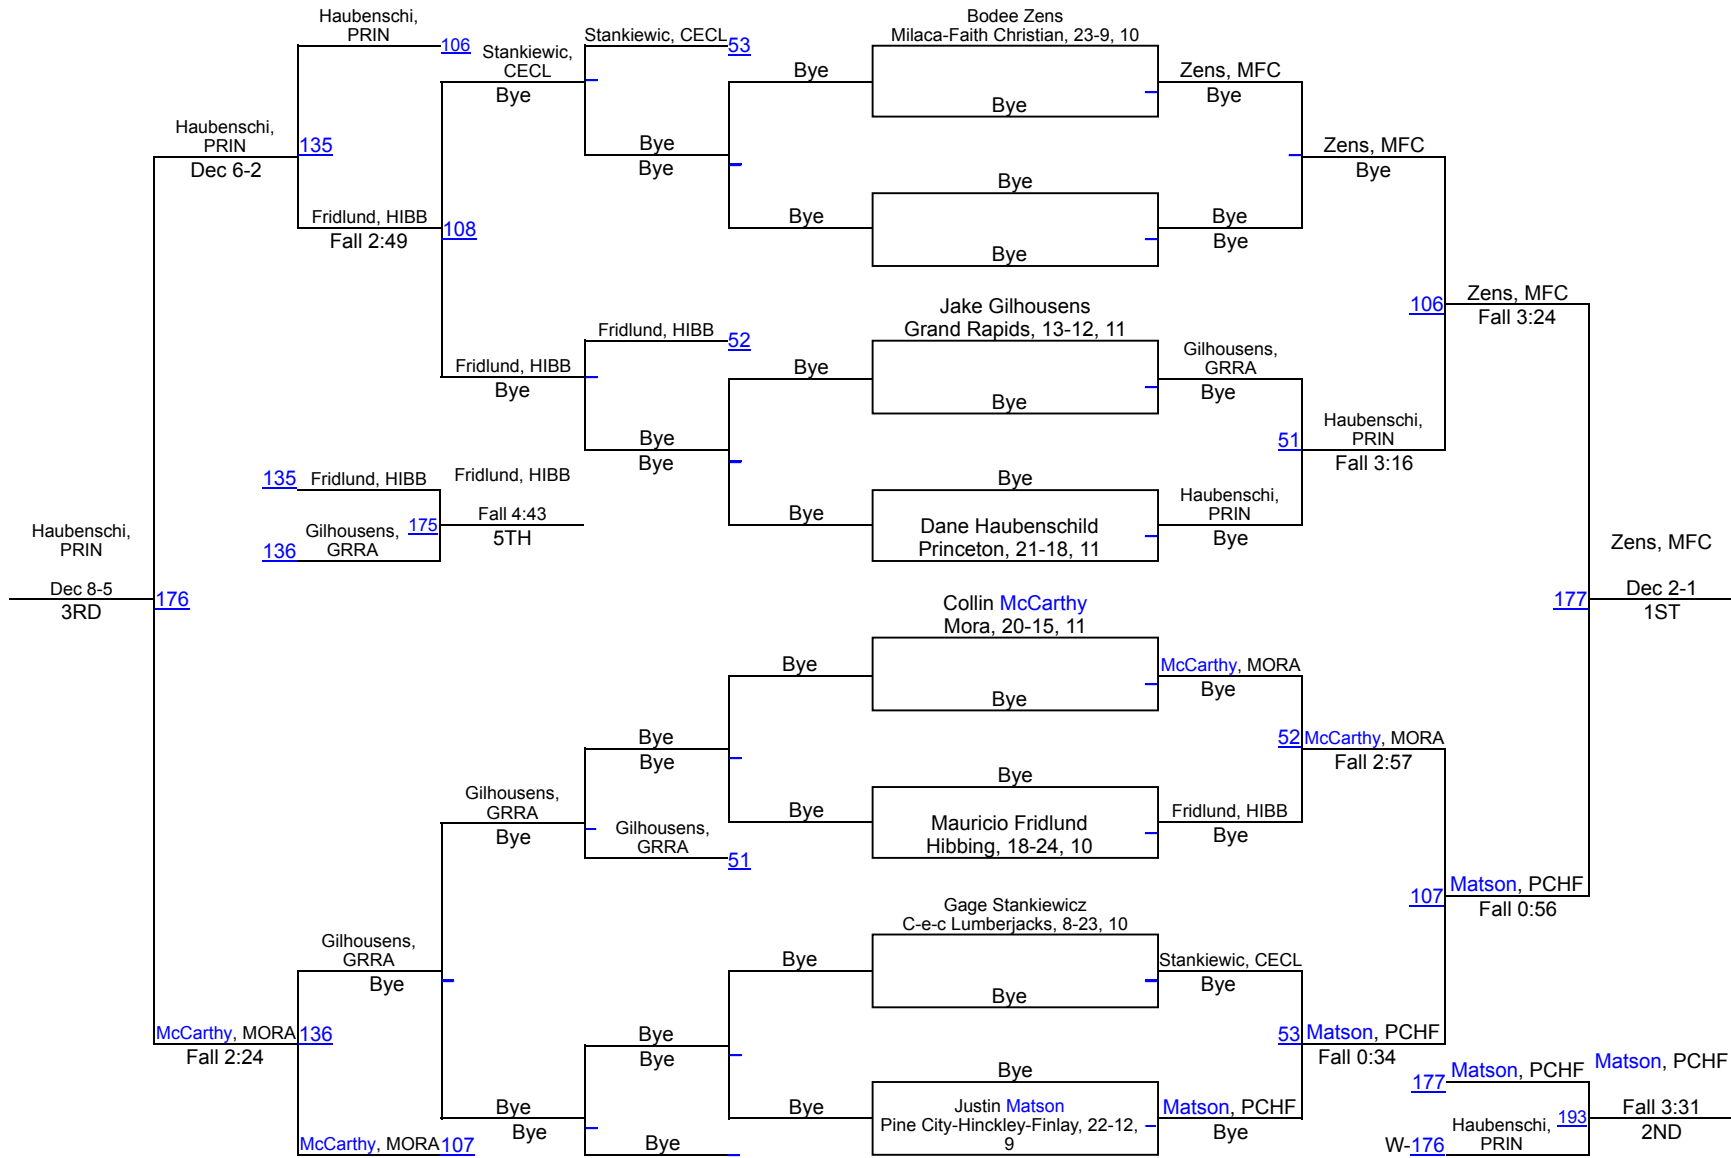 Haubenschi,
PRIN
106
Stankiewic,
CECL
Bye
Stankiewic, CECL
53
Bye
Bodee Zens
Milaca-Faith Christian, 23-9, 10
Bye
Zens, MFC
Bye
Haubenschi,
PRIN
Dec 6-2
135
Bye
Bye
Zens, MFC
Bye
Fridlund, HIBB
Fall 2:49
108
Bye
Bye
Bye
Bye
Bye
Jake Gilhousens
Grand Rapids, 13-12, 11
Bye
106
Zens, MFC
Fall 3:24
Fridlund, HIBB
52
Fridlund, HIBB
Bye
Bye
Gilhousens,
GRRA
Bye
Bye
Bye
51
Haubenschi,
PRIN
Fall 3:16
135
Fridlund, HIBB
Fridlund, HIBB
Gilhousens,
GRRA
136
175
Fall 4:43
5TH
Bye
Bye
Dane Haubenschild
Princeton, 21-18, 11
Haubenschi,
PRIN
Bye
Haubenschi,
PRIN
Dec 8-5
3RD
176
Zens, MFC
177
Dec 2-1
1ST
Collin McCarthy
Mora, 20-15, 11
Bye
Bye
McCarthy, MORA
Bye
Bye
Bye
52
McCarthy, MORA
Fall 2:57
Gilhousens,
GRRA
Bye
Gilhousens,
GRRA
51
Bye
Bye
Mauricio Fridlund
Hibbing, 18-24, 10
Fridlund, HIBB
Bye
107
Matson, PCHF
Fall 0:56
Gilhousens,
GRRA
Bye
Gage Stankiewicz
C-e-c Lumberjacks, 8-23, 10
Bye
Bye
Stankiewic, CECL
Bye
McCarthy, MORA
Fall 2:24
136
Bye
Bye
53
Matson, PCHF
Fall 0:34
Bye
Bye
McCarthy, MORA
107
Bye
Bye
Bye
Justin Matson
Pine City-Hinckley-Finlay, 22-12,
9
Matson, PCHF
Bye
177
Matson, PCHF
Matson, PCHF
W-176
Haubenschi,
PRIN
193
Fall 3:31
2ND